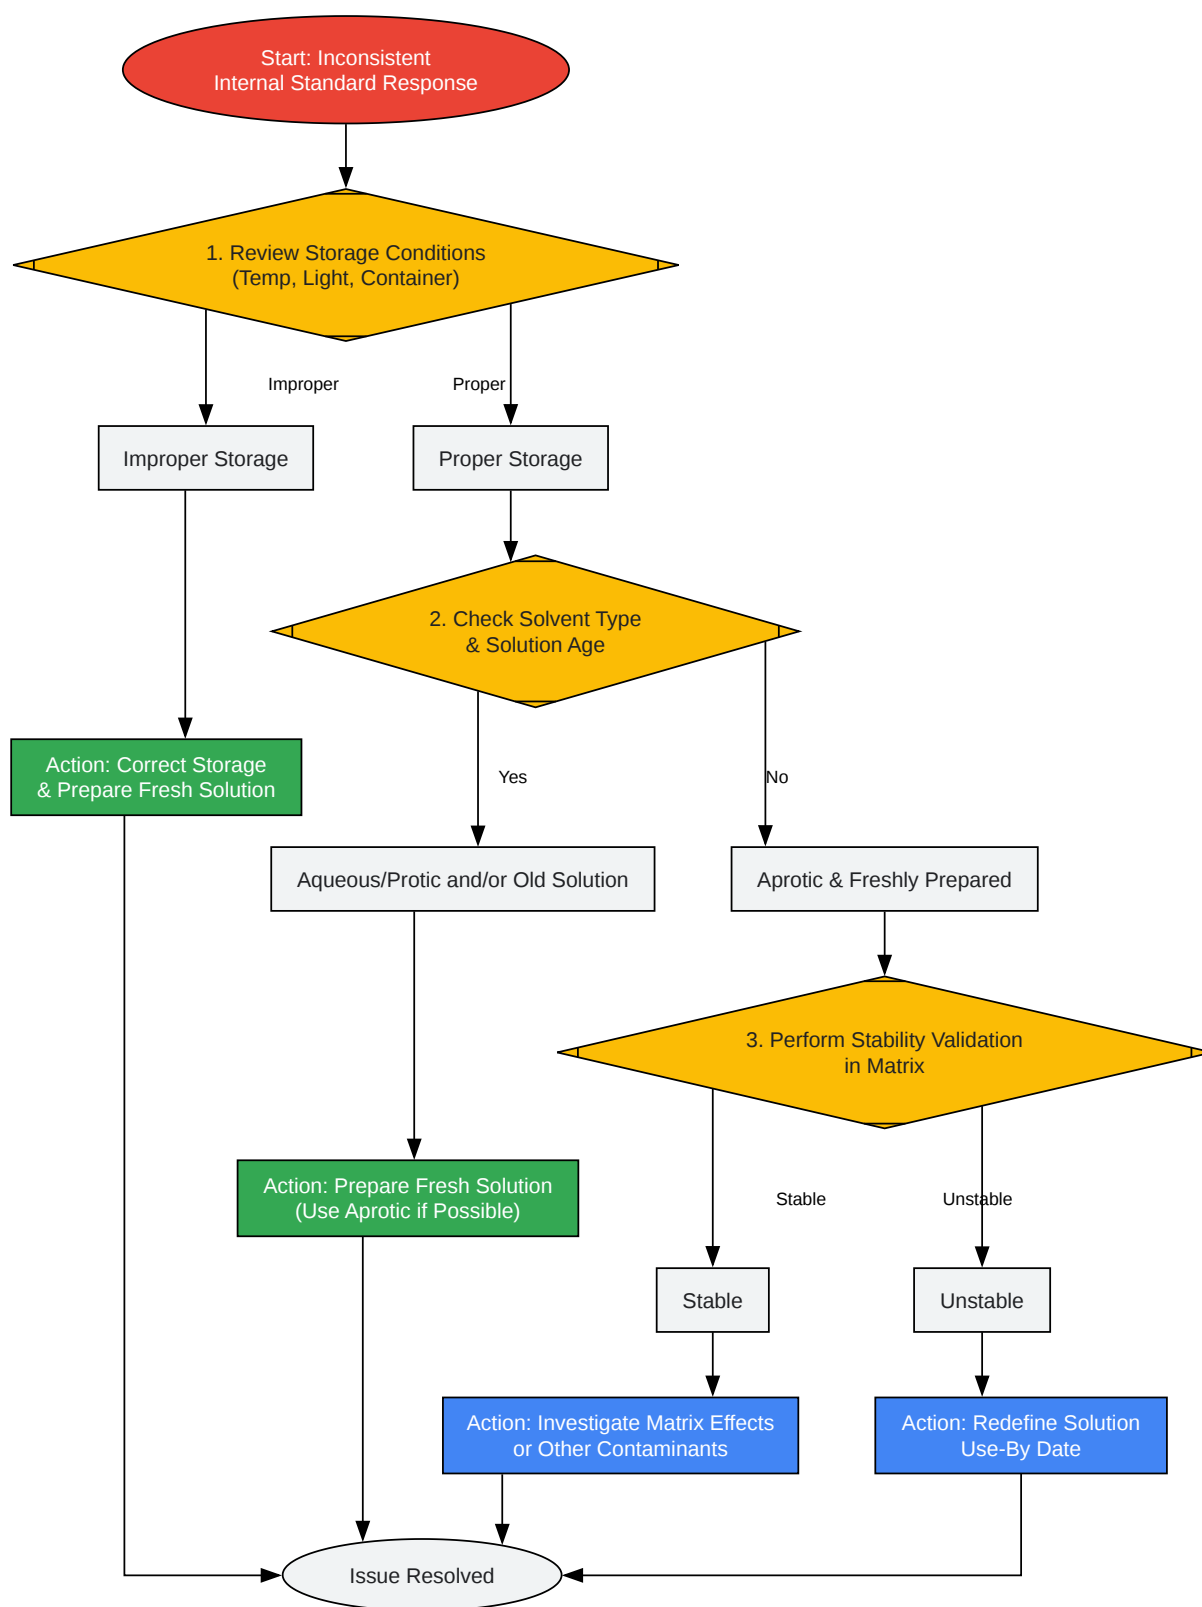 Start: Inconsistent
Internal Standard Response
1. Review Storage Conditions
(Temp, Light, Container)
Improper
Proper
Improper Storage
Proper Storage
2. Check Solvent Type
& Solution Age
Action: Correct Storage
& Prepare Fresh Solution
Yes
No
Aqueous/Protic and/or Old Solution
Aprotic & Freshly Prepared
3. Perform Stability Validation
in Matrix
Action: Prepare Fresh Solution
(Use Aprotic if Possible)
Stable
Unstable
Stable
Unstable
Action: Investigate Matrix Effects
or Other Contaminants
Action: Redefine Solution
Use-By Date
Issue Resolved